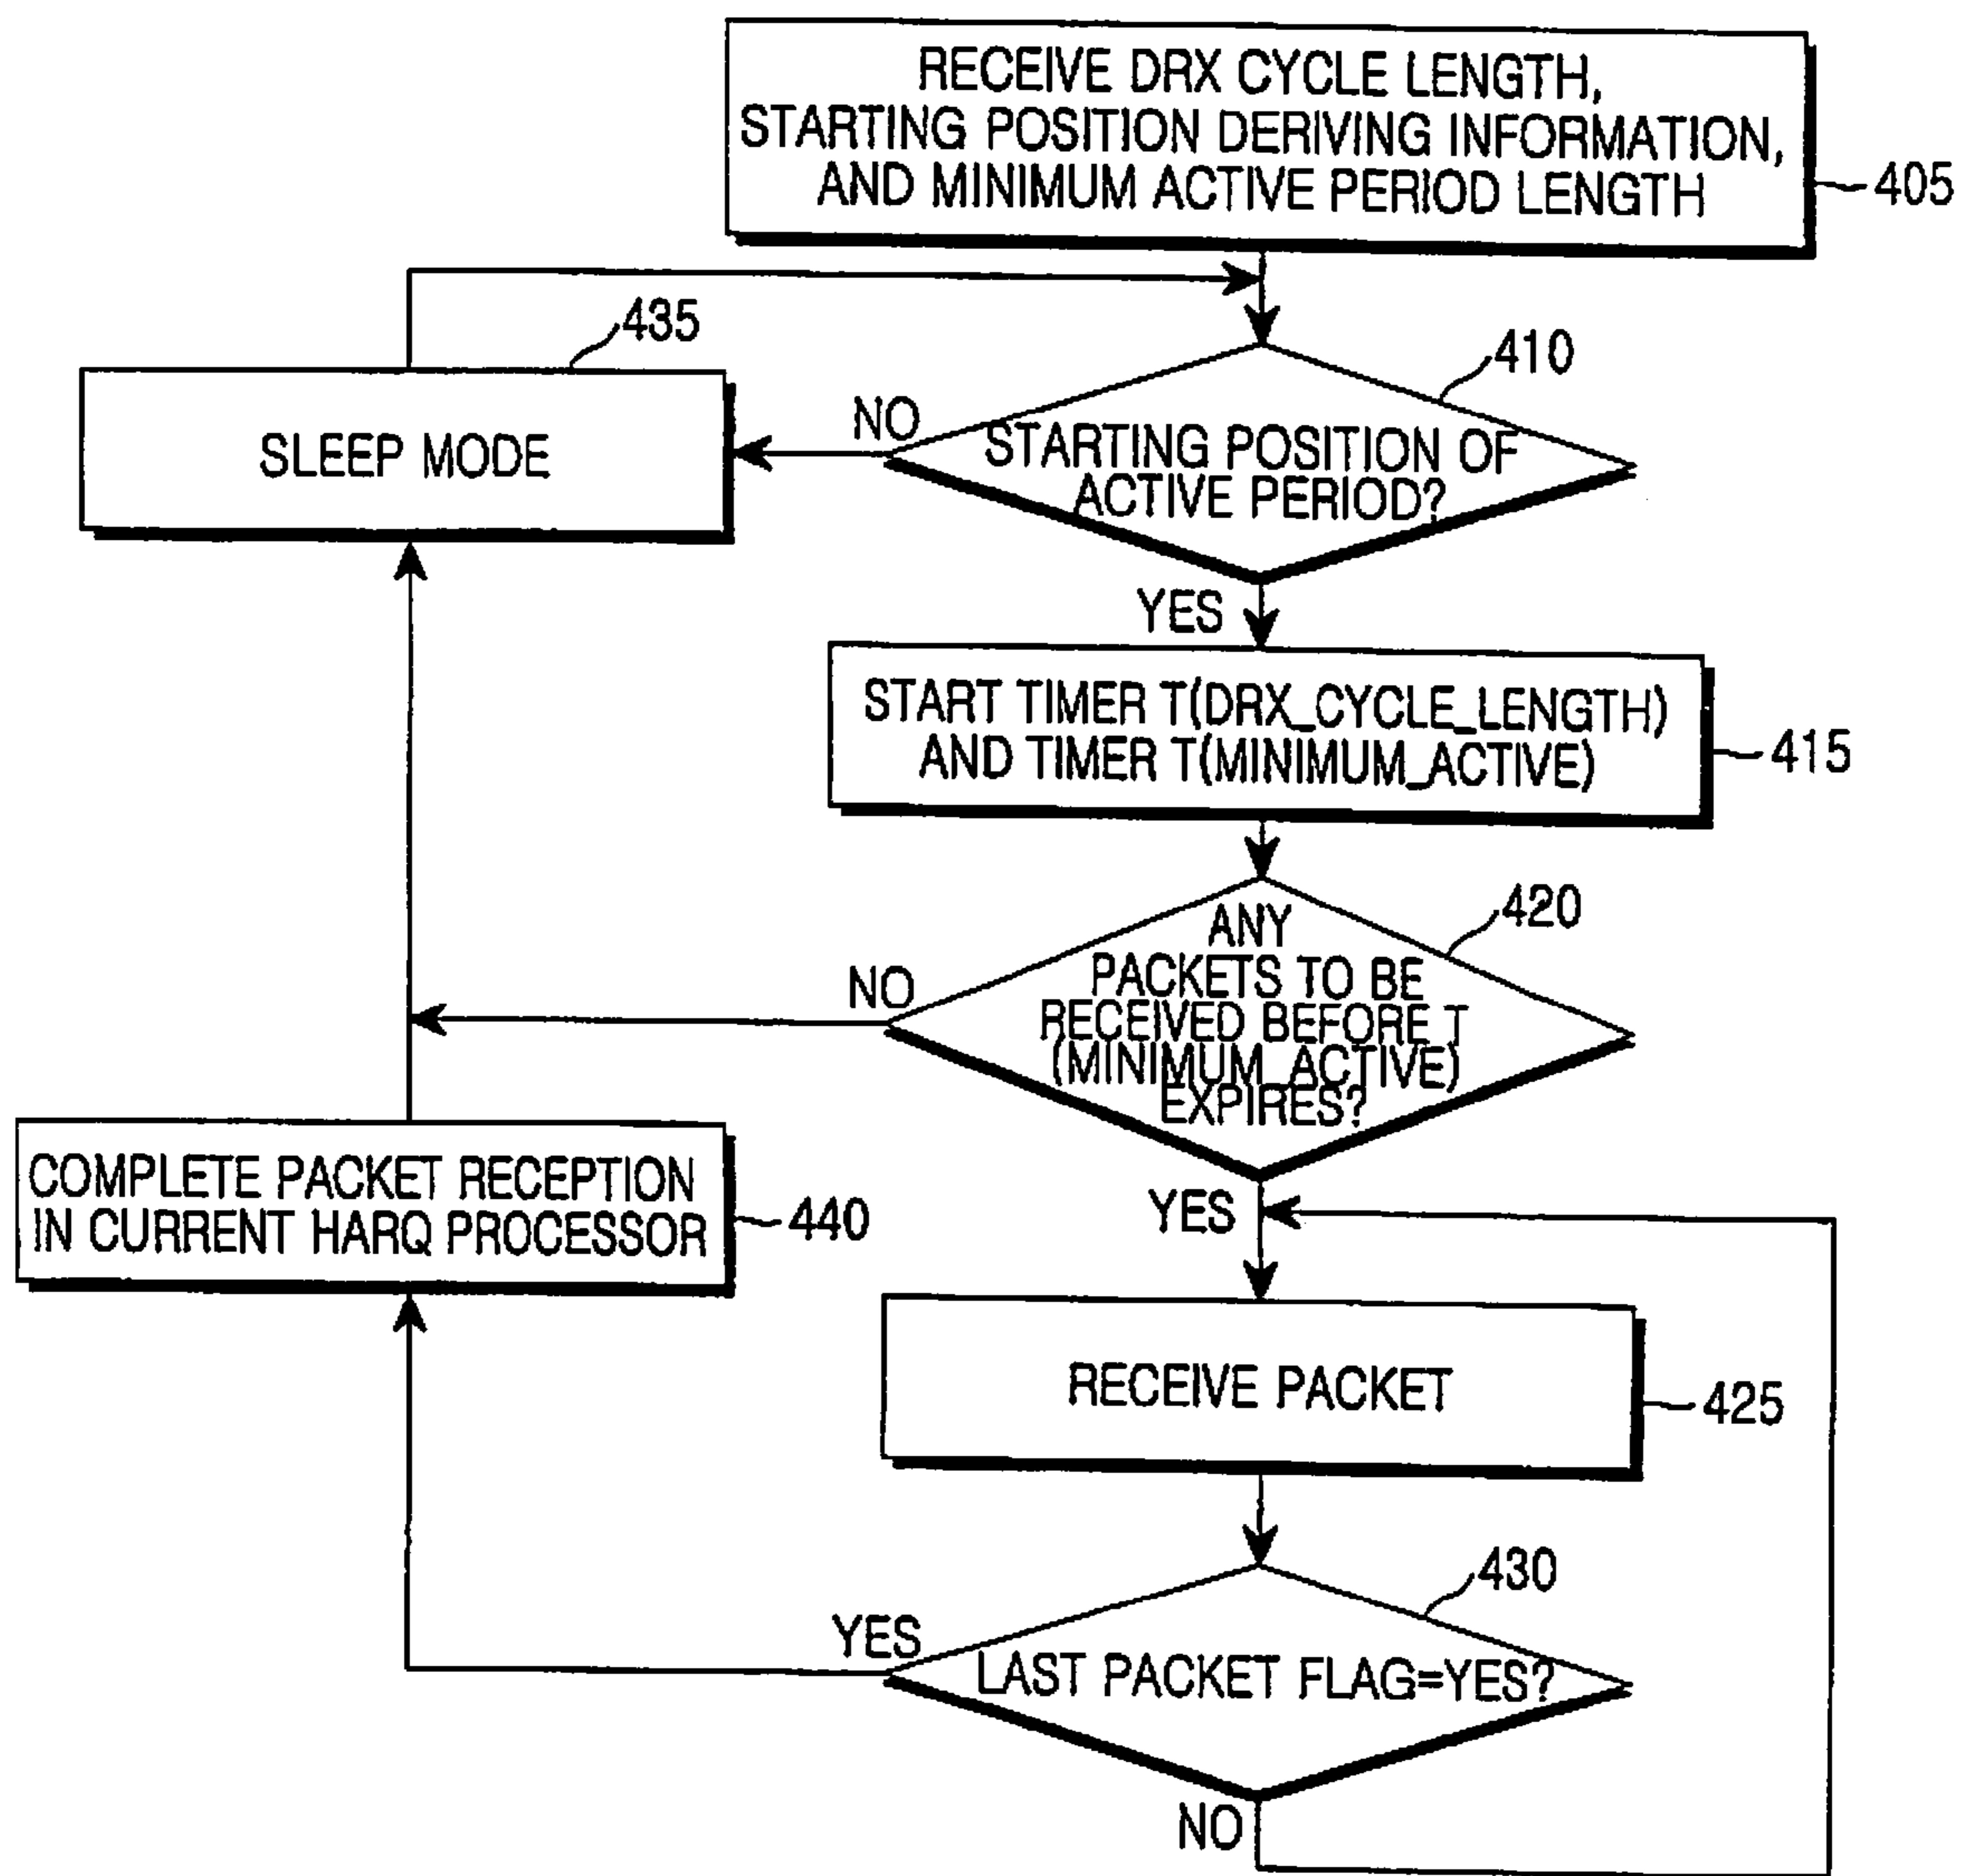 RECEIVE DRX CYCLE LENGTH,
STARTING POSITION DERIVING INFORMATION,
AND MINIMUM ACTIVE PERIOD LENGTH
405
435
SLEEP MODE
410
NO
STARTING POSITION OF
ACTIVE PERIOD?
YES
START TIMER T(DRX_CYCLE_LENGTH)
AND TIMER T(MINIMUM_ACTIVE)
415
420
NO
ANY
PACKETS TO BE
RECEIVED BEFORE T
(MINIMUM_ACTIVE)
EXPIRES?
YES
COMPLETE PACKET RECEPTION
IN CURRENT HARQ PROCESSOR
440
RECEIVE PACKET
425
430
YES
LAST PACKET FLAG=YES?
NO